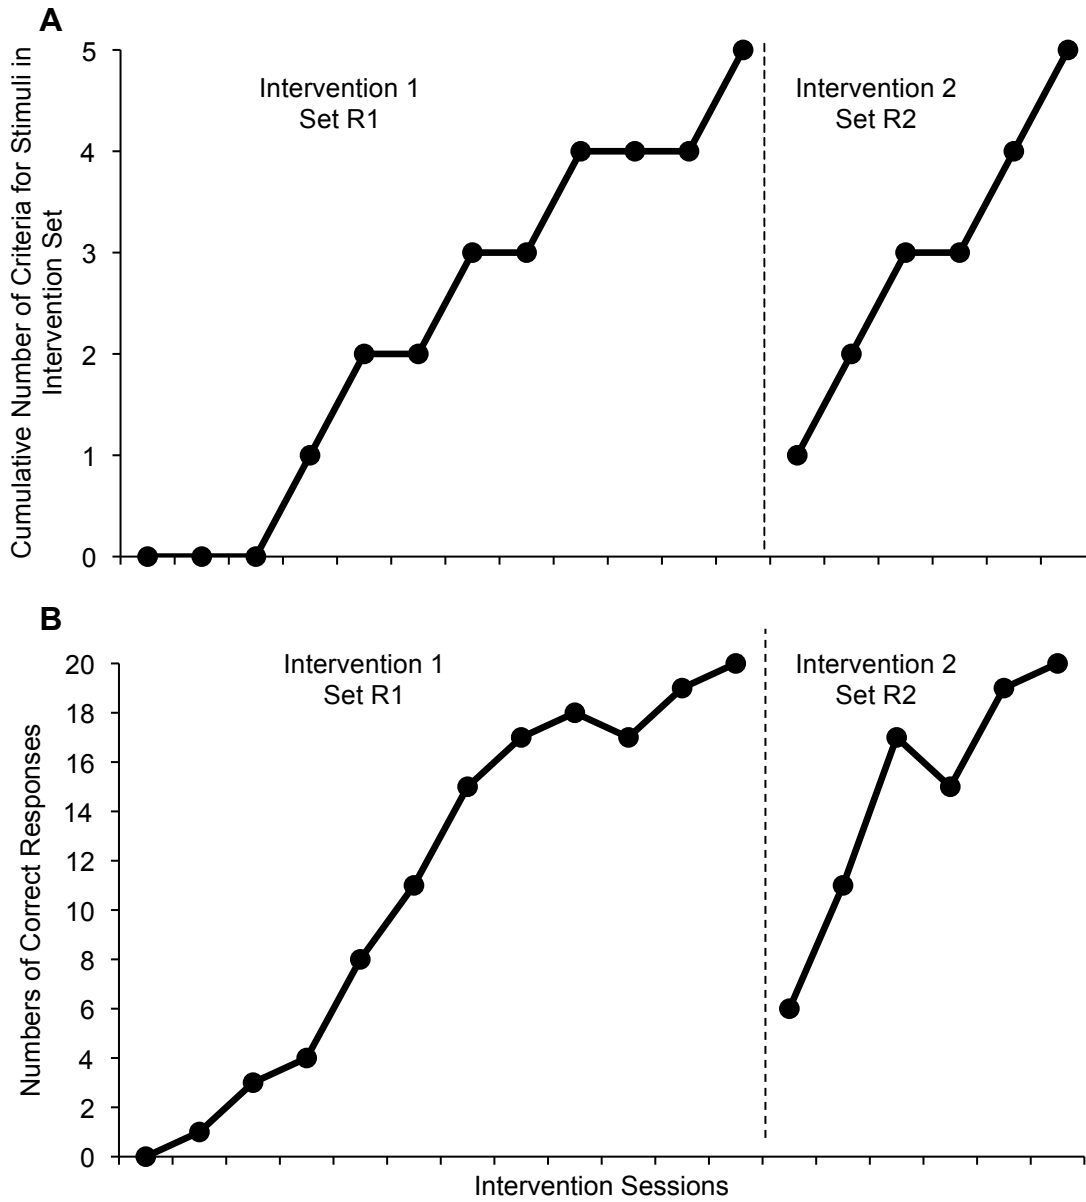 A
Cumulative Number of Criteria for Stimuli in
Intervention Set
5
4
3
2
1
0
Intervention 1
Set R1
Intervention 2
Set R2
B
Numbers of Correct Responses
20
18
16
14
12
10
8
6
4
2
0
Intervention 1
Set R1
Intervention 2
Set R2
Intervention Sessions